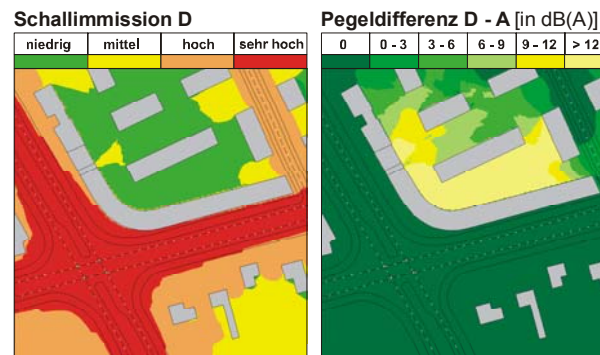 Schallimmission D
niedrig mittel hoch sehr hoch
Pegeldifferenz D - A [in dB(A)]
0 0 - 3 3 - 6 6 - 9 9 - 12 > 12